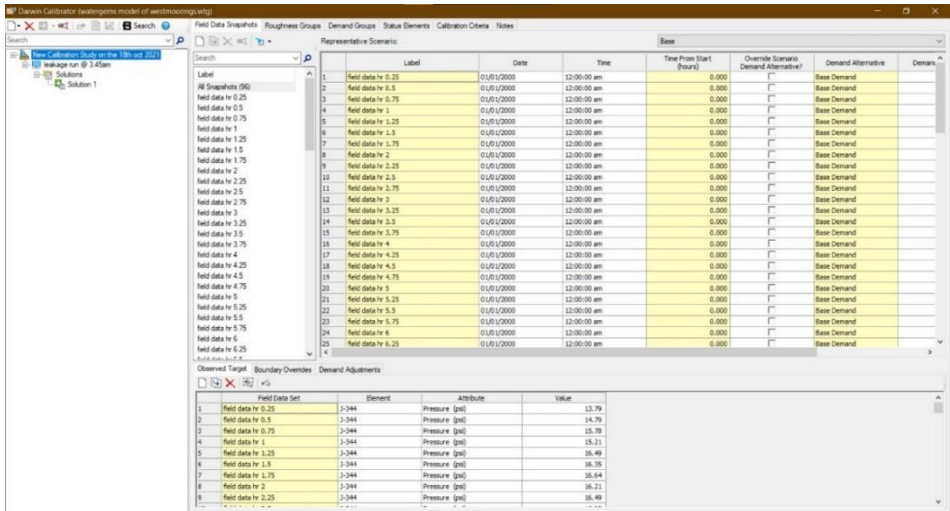 Darwin Calibrator (watergems model of westmoorings.wtg)
Search
Field Data Snapshots Roughness Groups Demand Groups Status Elements Calibration Criteria Notes
Search
New Calibration Study on the 18th oct 2021
leakage run @ 3.45am
Solutions
Solution 1
Representative Scenario: Base
Search
Label
All Snapshots (96)
field data hr 0.25
field data hr 0.5
field data hr 0.75
field data hr 1
field data hr 1.25
field data hr 1.5
field data hr 1.75
field data hr 2
field data hr 2.25
field data hr 2.5
field data hr 2.75
field data hr 3
field data hr 3.25
field data hr 3.5
field data hr 3.75
field data hr 4
field data hr 4.25
field data hr 4.5
field data hr 4.75
field data hr 5
field data hr 5.25
field data hr 5.5
field data hr 5.75
field data hr 6
field data hr 6.25
Label Date Time Time From Start (hours) Override Scenario Demand Alternative? Demand Alternative Deman
1 field data hr 0.25 01/01/2000 12:00:00 am 0.000 Base Demand
2 field data hr 0.5 01/01/2000 12:00:00 am 0.000 Base Demand
3 field data hr 0.75 01/01/2000 12:00:00 am 0.000 Base Demand
4 field data hr 1 01/01/2000 12:00:00 am 0.000 Base Demand
5 field data hr 1.25 01/01/2000 12:00:00 am 0.000 Base Demand
6 field data hr 1.5 01/01/2000 12:00:00 am 0.000 Base Demand
7 field data hr 1.75 01/01/2000 12:00:00 am 0.000 Base Demand
8 field data hr 2 01/01/2000 12:00:00 am 0.000 Base Demand
9 field data hr 2.25 01/01/2000 12:00:00 am 0.000 Base Demand
10 field data hr 2.5 01/01/2000 12:00:00 am 0.000 Base Demand
11 field data hr 2.75 01/01/2000 12:00:00 am 0.000 Base Demand
12 field data hr 3 01/01/2000 12:00:00 am 0.000 Base Demand
13 field data hr 3.25 01/01/2000 12:00:00 am 0.000 Base Demand
14 field data hr 3.5 01/01/2000 12:00:00 am 0.000 Base Demand
15 field data hr 3.75 01/01/2000 12:00:00 am 0.000 Base Demand
16 field data hr 4 01/01/2000 12:00:00 am 0.000 Base Demand
17 field data hr 4.25 01/01/2000 12:00:00 am 0.000 Base Demand
18 field data hr 4.5 01/01/2000 12:00:00 am 0.000 Base Demand
19 field data hr 4.75 01/01/2000 12:00:00 am 0.000 Base Demand
20 field data hr 5 01/01/2000 12:00:00 am 0.000 Base Demand
21 field data hr 5.25 01/01/2000 12:00:00 am 0.000 Base Demand
22 field data hr 5.5 01/01/2000 12:00:00 am 0.000 Base Demand
23 field data hr 5.75 01/01/2000 12:00:00 am 0.000 Base Demand
24 field data hr 6 01/01/2000 12:00:00 am 0.000 Base Demand
25 field data hr 6.25 01/01/2000 12:00:00 am 0.000 Base Demand
Observed Target Boundary Overrides Demand Adjustments
Field Data Set Element Attribute Value
1 field data hr 0.25 J-344 Pressure (psi) 13.79
2 field data hr 0.5 J-344 Pressure (psi) 14.79
3 field data hr 0.75 J-344 Pressure (psi) 15.78
4 field data hr 1 J-344 Pressure (psi) 15.21
5 field data hr 1.25 J-344 Pressure (psi) 16.49
6 field data hr 1.5 J-344 Pressure (psi) 16.35
7 field data hr 1.75 J-344 Pressure (psi) 16.64
8 field data hr 2 J-344 Pressure (psi) 16.21
9 field data hr 2.25 J-344 Pressure (psi) 16.49